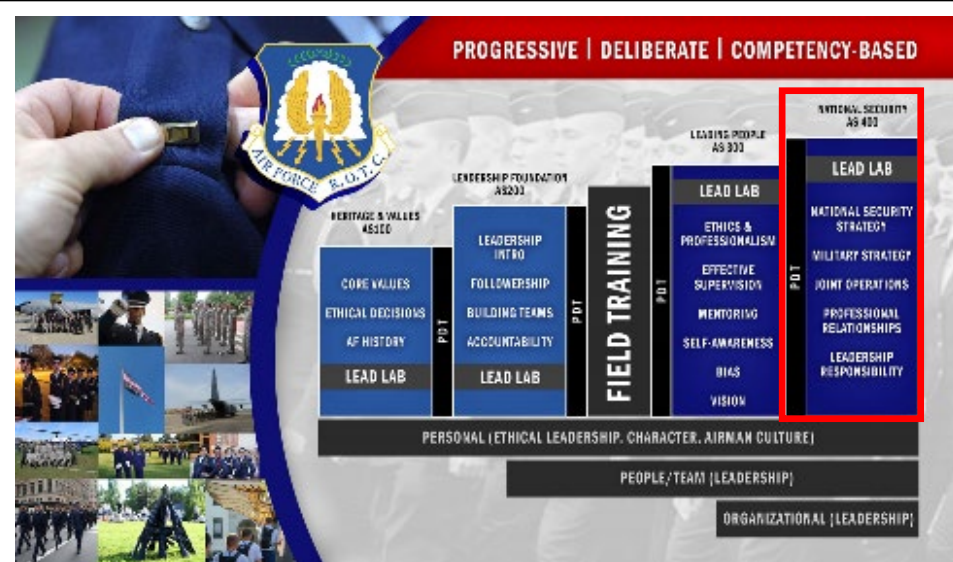 PROGRESSIVE | DELIBERATE | COMPETENCY-BASED
AIR FORCE R.O.T.C.
HERITAGE & VALUES
AS100
CORE VALUES
ETHICAL DECISIONS
AF HISTORY
LEAD LAB
PDT
LEADERSHIP FOUNDATION
AS200
LEADERSHIP
INTRO
FOLLOWERSHIP
BUILDING TEAMS
ACCOUNTABILITY
LEAD LAB
PDT
FIELD TRAINING
PDT
LEADING PEOPLE
AS 300
LEAD LAB
ETHICS &
PROFESSIONALISM
EFFECTIVE
SUPERVISION
MENTORING
SELF-AWARENESS
BIAS
VISION
PDT
NATIONAL SECURITY
AS 400
LEAD LAB
NATIONAL SECURITY
STRATEGY
MILITARY STRATEGY
JOINT OPERATIONS
PROFESSIONAL
RELATIONSHIPS
LEADERSHIP
RESPONSIBILITY
PERSONAL (ETHICAL LEADERSHIP, CHARACTER, AIRMAN CULTURE)
PEOPLE/TEAM (LEADERSHIP)
ORGANIZATIONAL (LEADERSHIP)